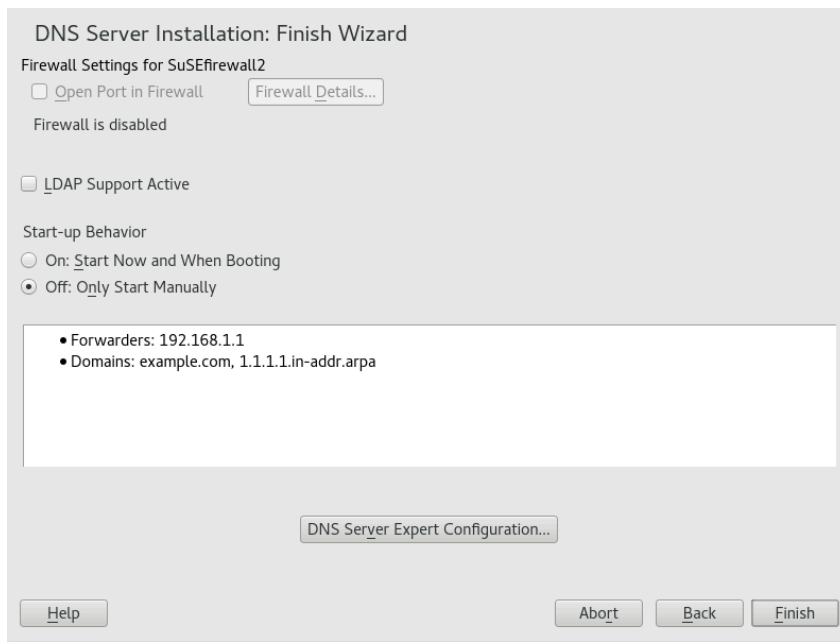 DNS Server Installation: Finish Wizard
Firewall Settings for SuSEfirewall2
Open Port in Firewall Firewall Details...
Firewall is disabled
LDAP Support Active
Start-up Behavior
On: Start Now and When Booting
Off: Only Start Manually
• Forwarders: 192.168.1.1
• Domains: example.com, 1.1.1.1.in-addr.arpa
DNS Server Expert Configuration...
Help Abort Back Finish